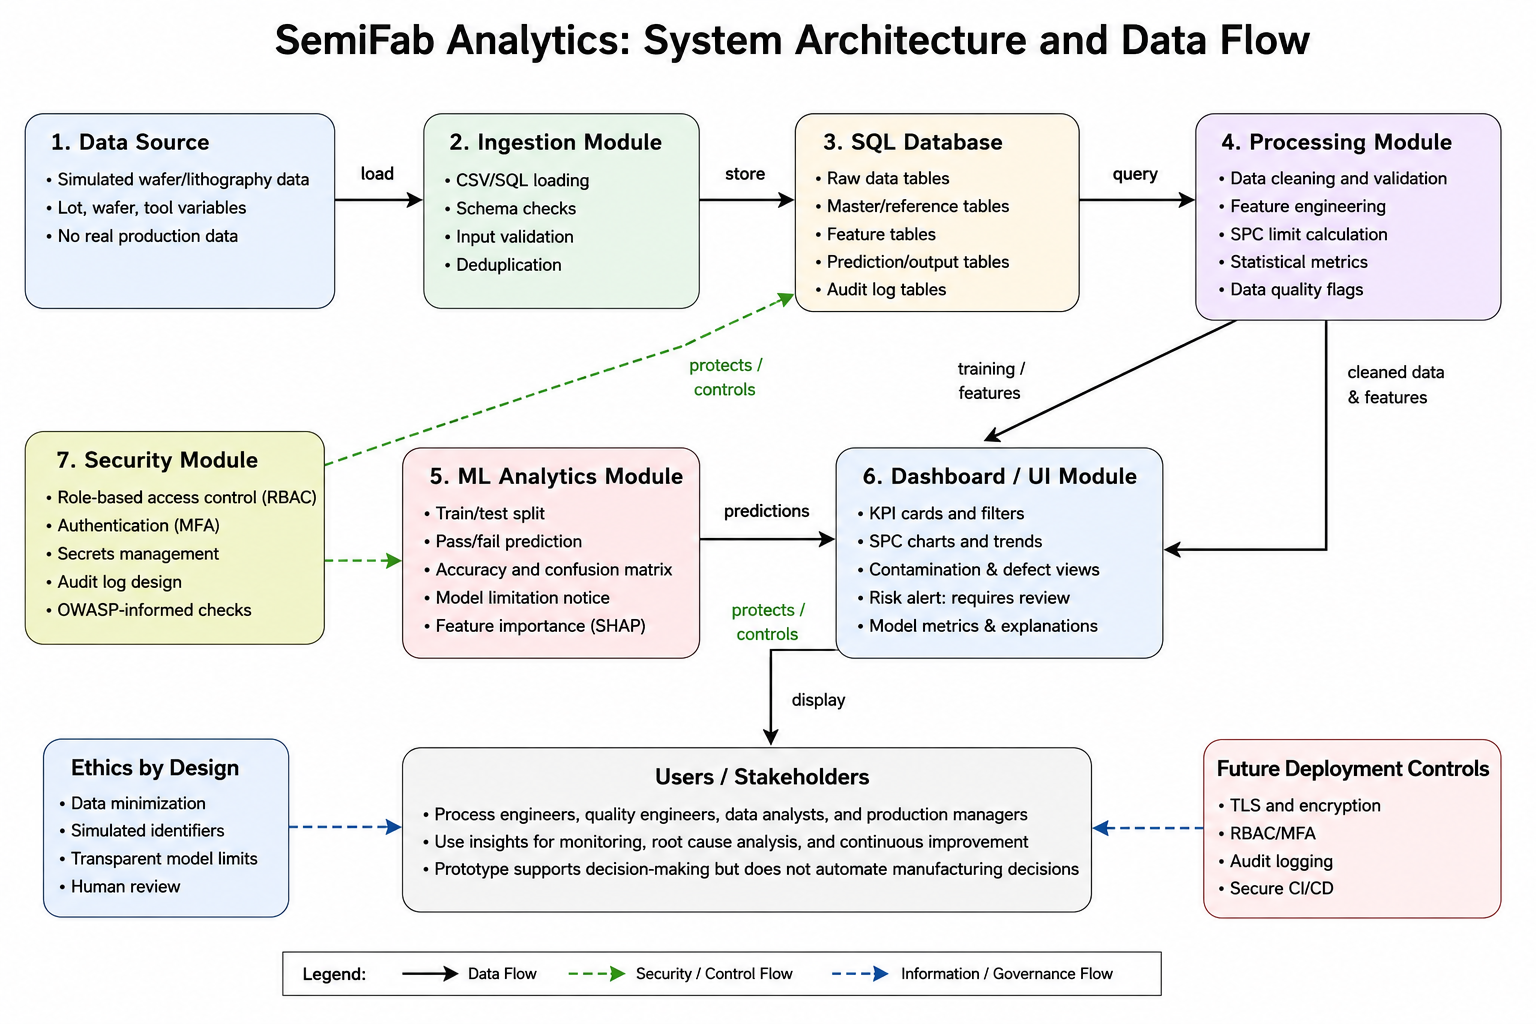 SemiFab Analytics: System Architecture and Data Flow
1. Data Source
• Simulated wafer/lithography data
• Lot, wafer, tool variables
• No real production data
load
2. Ingestion Module
• CSV/SQL loading
• Schema checks
• Input validation
• Deduplication
store
3. SQL Database
• Raw data tables
• Master/reference tables
• Feature tables
• Prediction/output tables
• Audit log tables
query
4. Processing Module
• Data cleaning and validation
• Feature engineering
• SPC limit calculation
• Statistical metrics
• Data quality flags
protects /
controls
training /
features
cleaned data
& features
7. Security Module
• Role-based access control (RBAC)
• Authentication (MFA)
• Secrets management
• Audit log design
• OWASP-informed checks
5. ML Analytics Module
• Train/test split
• Pass/fail prediction
• Accuracy and confusion matrix
• Model limitation notice
• Feature importance (SHAP)
predictions
protects /
controls
6. Dashboard / UI Module
• KPI cards and filters
• SPC charts and trends
• Contamination & defect views
• Risk alert: requires review
• Model metrics & explanations
display
Ethics by Design
• Data minimization
• Simulated identifiers
• Transparent model limits
• Human review
Users / Stakeholders
• Process engineers, quality engineers, data analysts, and production managers
• Use insights for monitoring, root cause analysis, and continuous improvement
• Prototype supports decision-making but does not automate manufacturing decisions
Future Deployment Controls
• TLS and encryption
• RBAC/MFA
• Audit logging
• Secure CI/CD
Legend:
Data Flow
Security / Control Flow
Information / Governance Flow